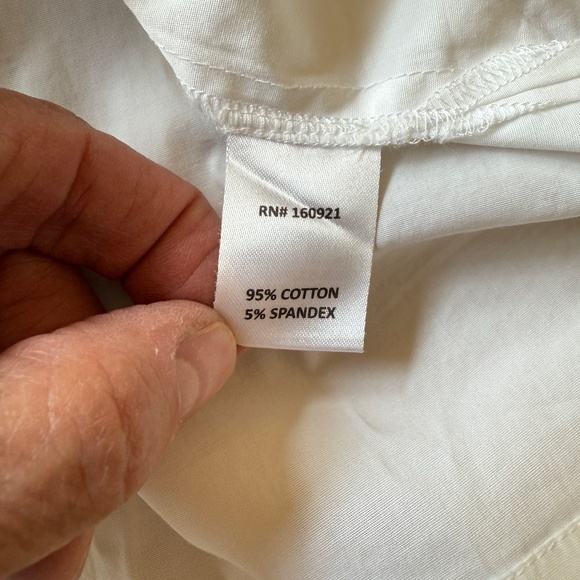 RN# 160921
95% COTTON
5% SPANDEX